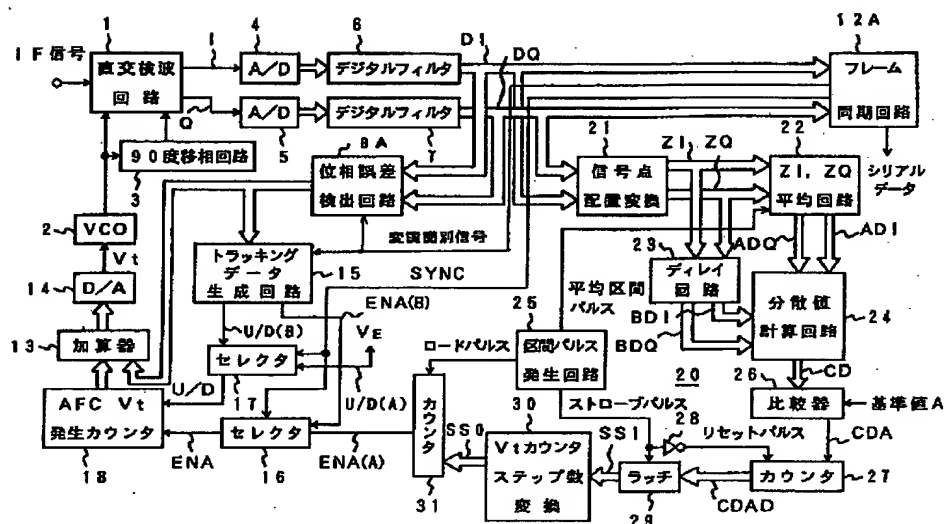 1
4
6
D I
DQ
12A
I F 信号
直交検波
回路
I
Q
A/D
デジタルフィルタ
A/D
デジタルフィルタ
5
7
フレーム
同期回路
シリアル
データ
90度移相回路
3
8A
位相誤差
検出回路
21
信号点
配置変換
Z I, Z Q
22
Z I, Z Q
平均回路
2
VCO
Vt
変調識別信号
ADQ
ADI
14
D/A
トラッキング
データ
生成回路
15
SYNC
ENA(B)
23
ディレイ
回路
平均区間
パルス
BDI
BDQ
分散値
計算回路
24
13
加算器
U/D(B)
VE
セレクタ
17
U/D
U/D(A)
ロードパルス
25
区間パルス
発生回路
20
CD
26
比較器
基準値A
CDA
AFC Vt
発生カウンタ
18
ENA
セレクタ
16
ENA(A)
カウンタ
31
SS0
30
Vtカウンタ
ステップ数
変換
ストローブパルス
SS1
28
リセットパルス
ラッチ
29
CDAD
カウンタ
27